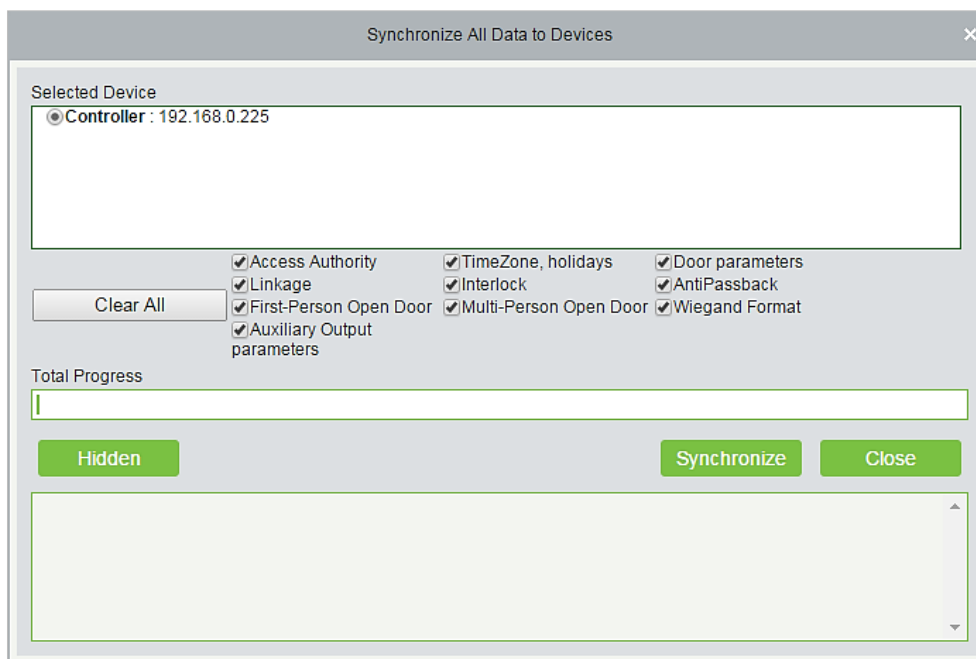 Synchronize All Data to Devices
Selected Device
Controller : 192.168.0.225
Access Authority TimeZone, holidays Door parameters
Linkage Interlock AntiPassback
Clear All
First-Person Open Door Multi-Person Open Door Wiegand Format
Auxiliary Output
parameters
Total Progress
Hidden Synchronize Close